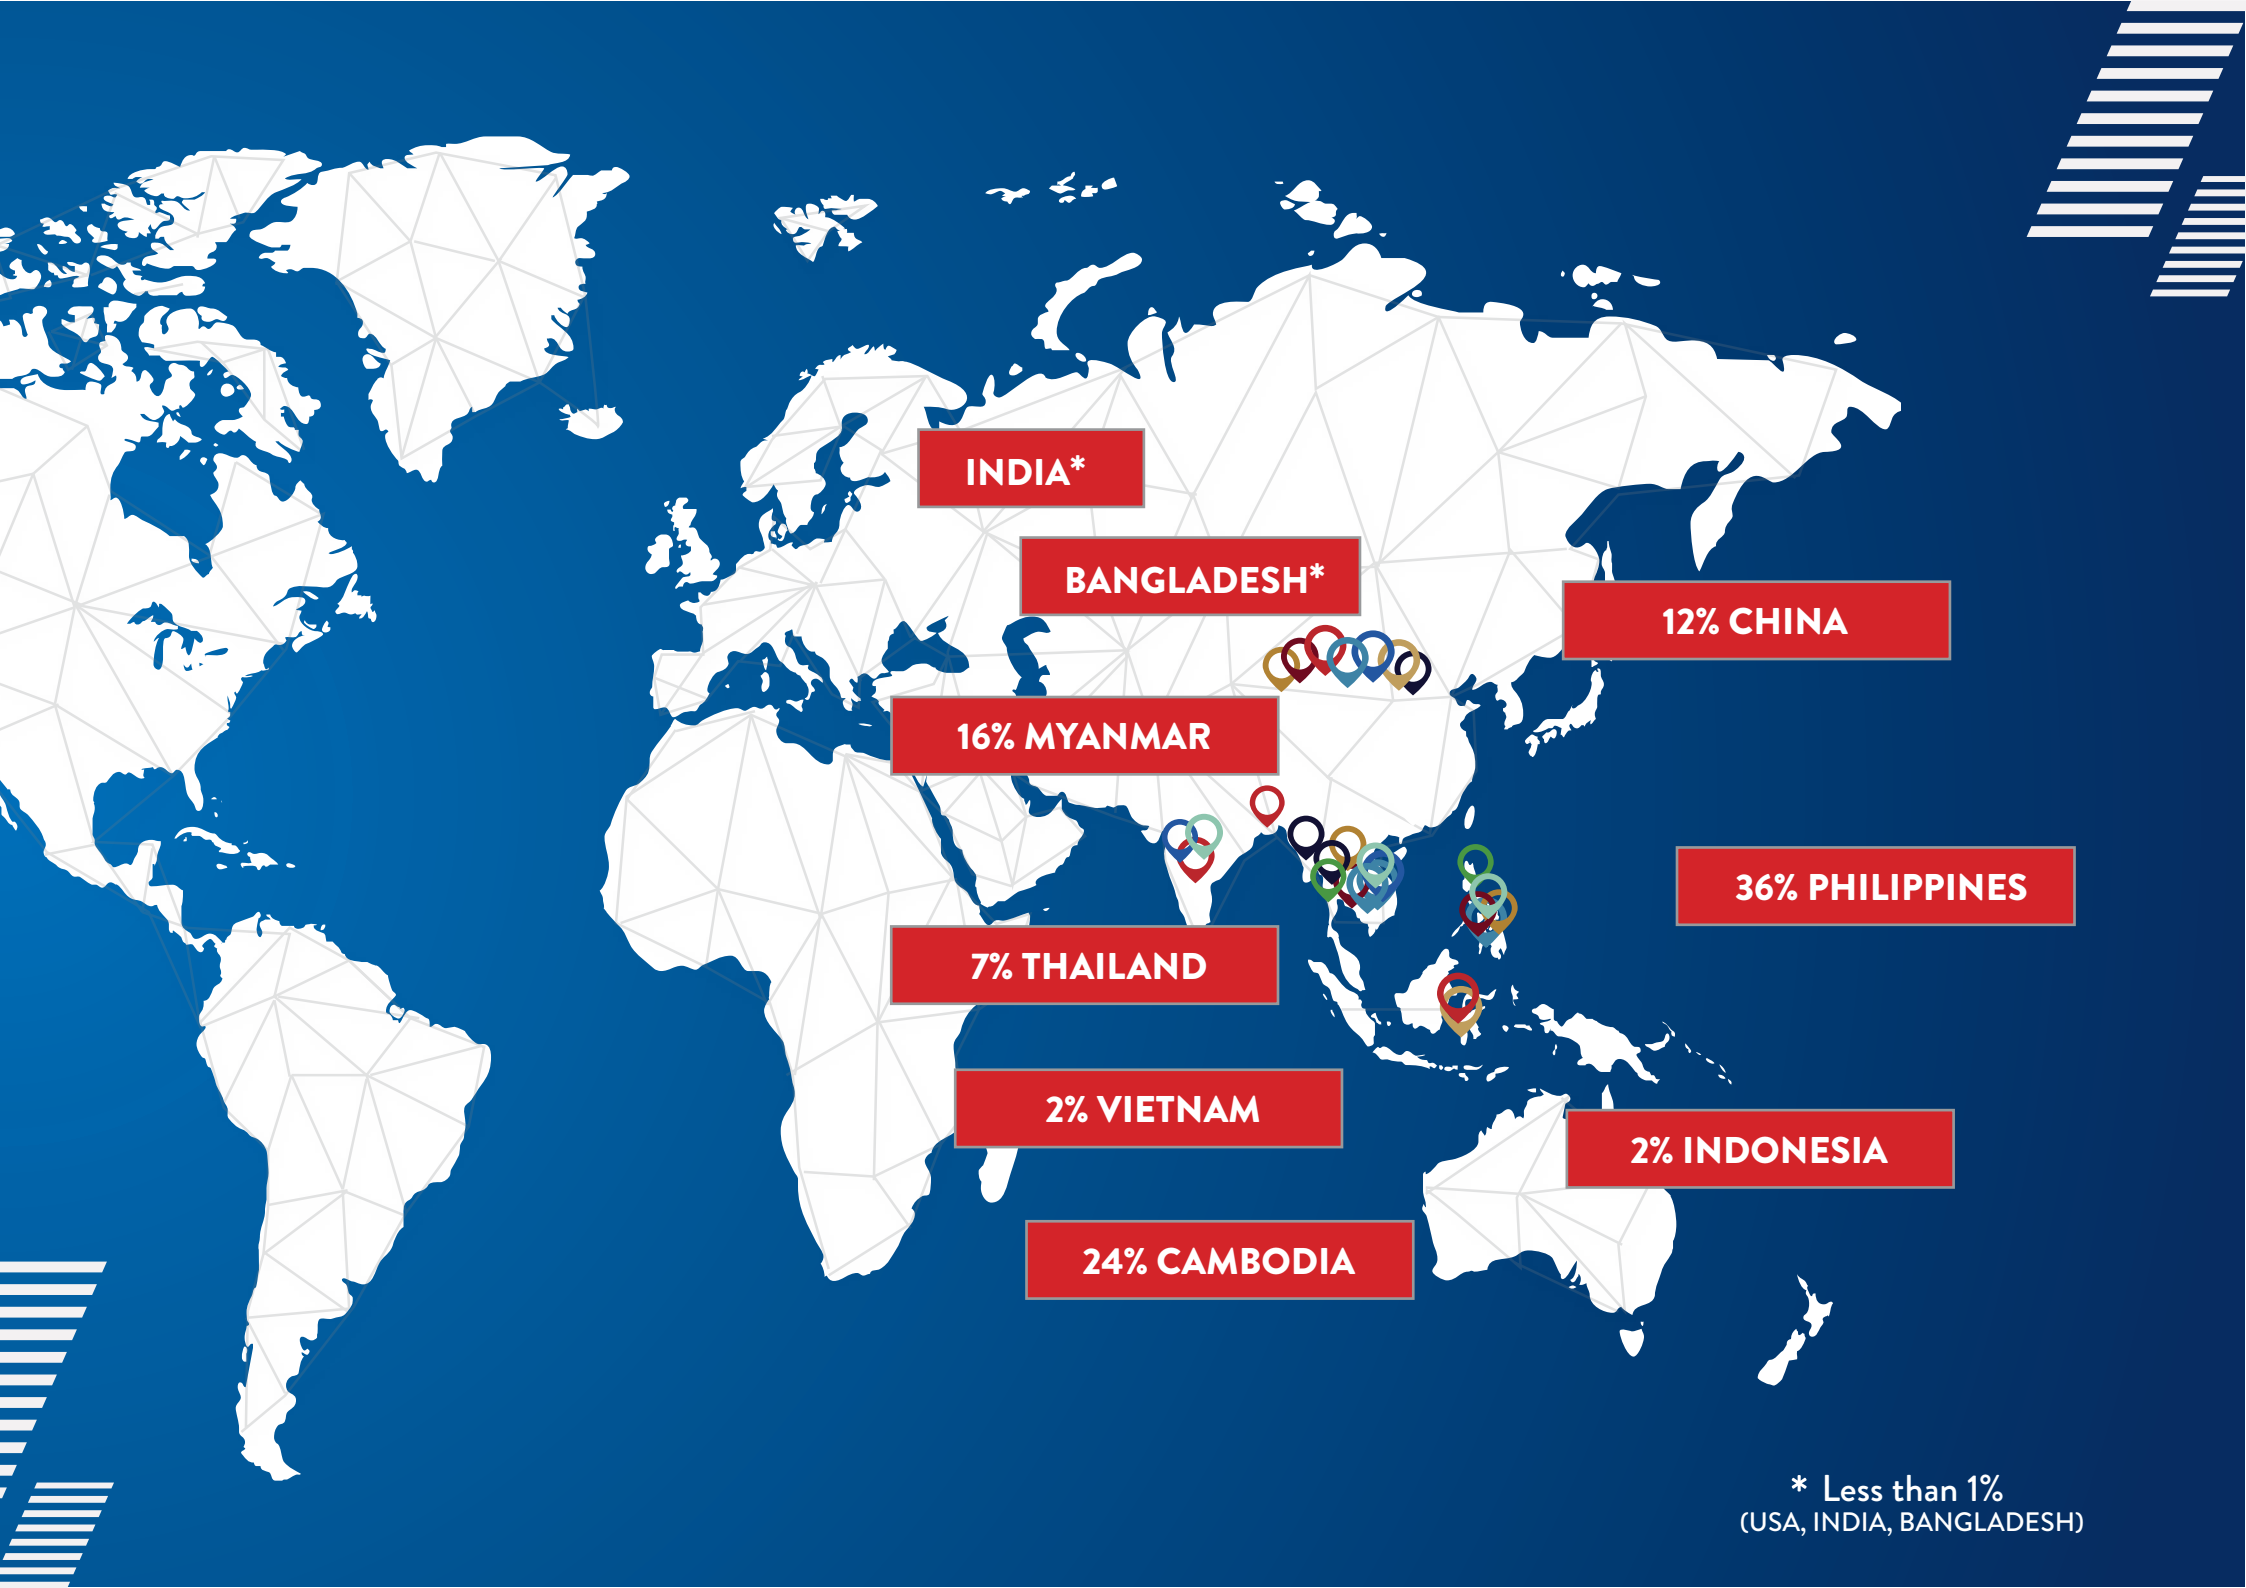 INDIA*
BANGLADESH*
12% CHINA
16% MYANMAR
36% PHILIPPINES
7% THAILAND
2% VIETNAM
2% INDONESIA
24% CAMBODIA
* Less than 1%
(USA, INDIA, BANGLADESH)